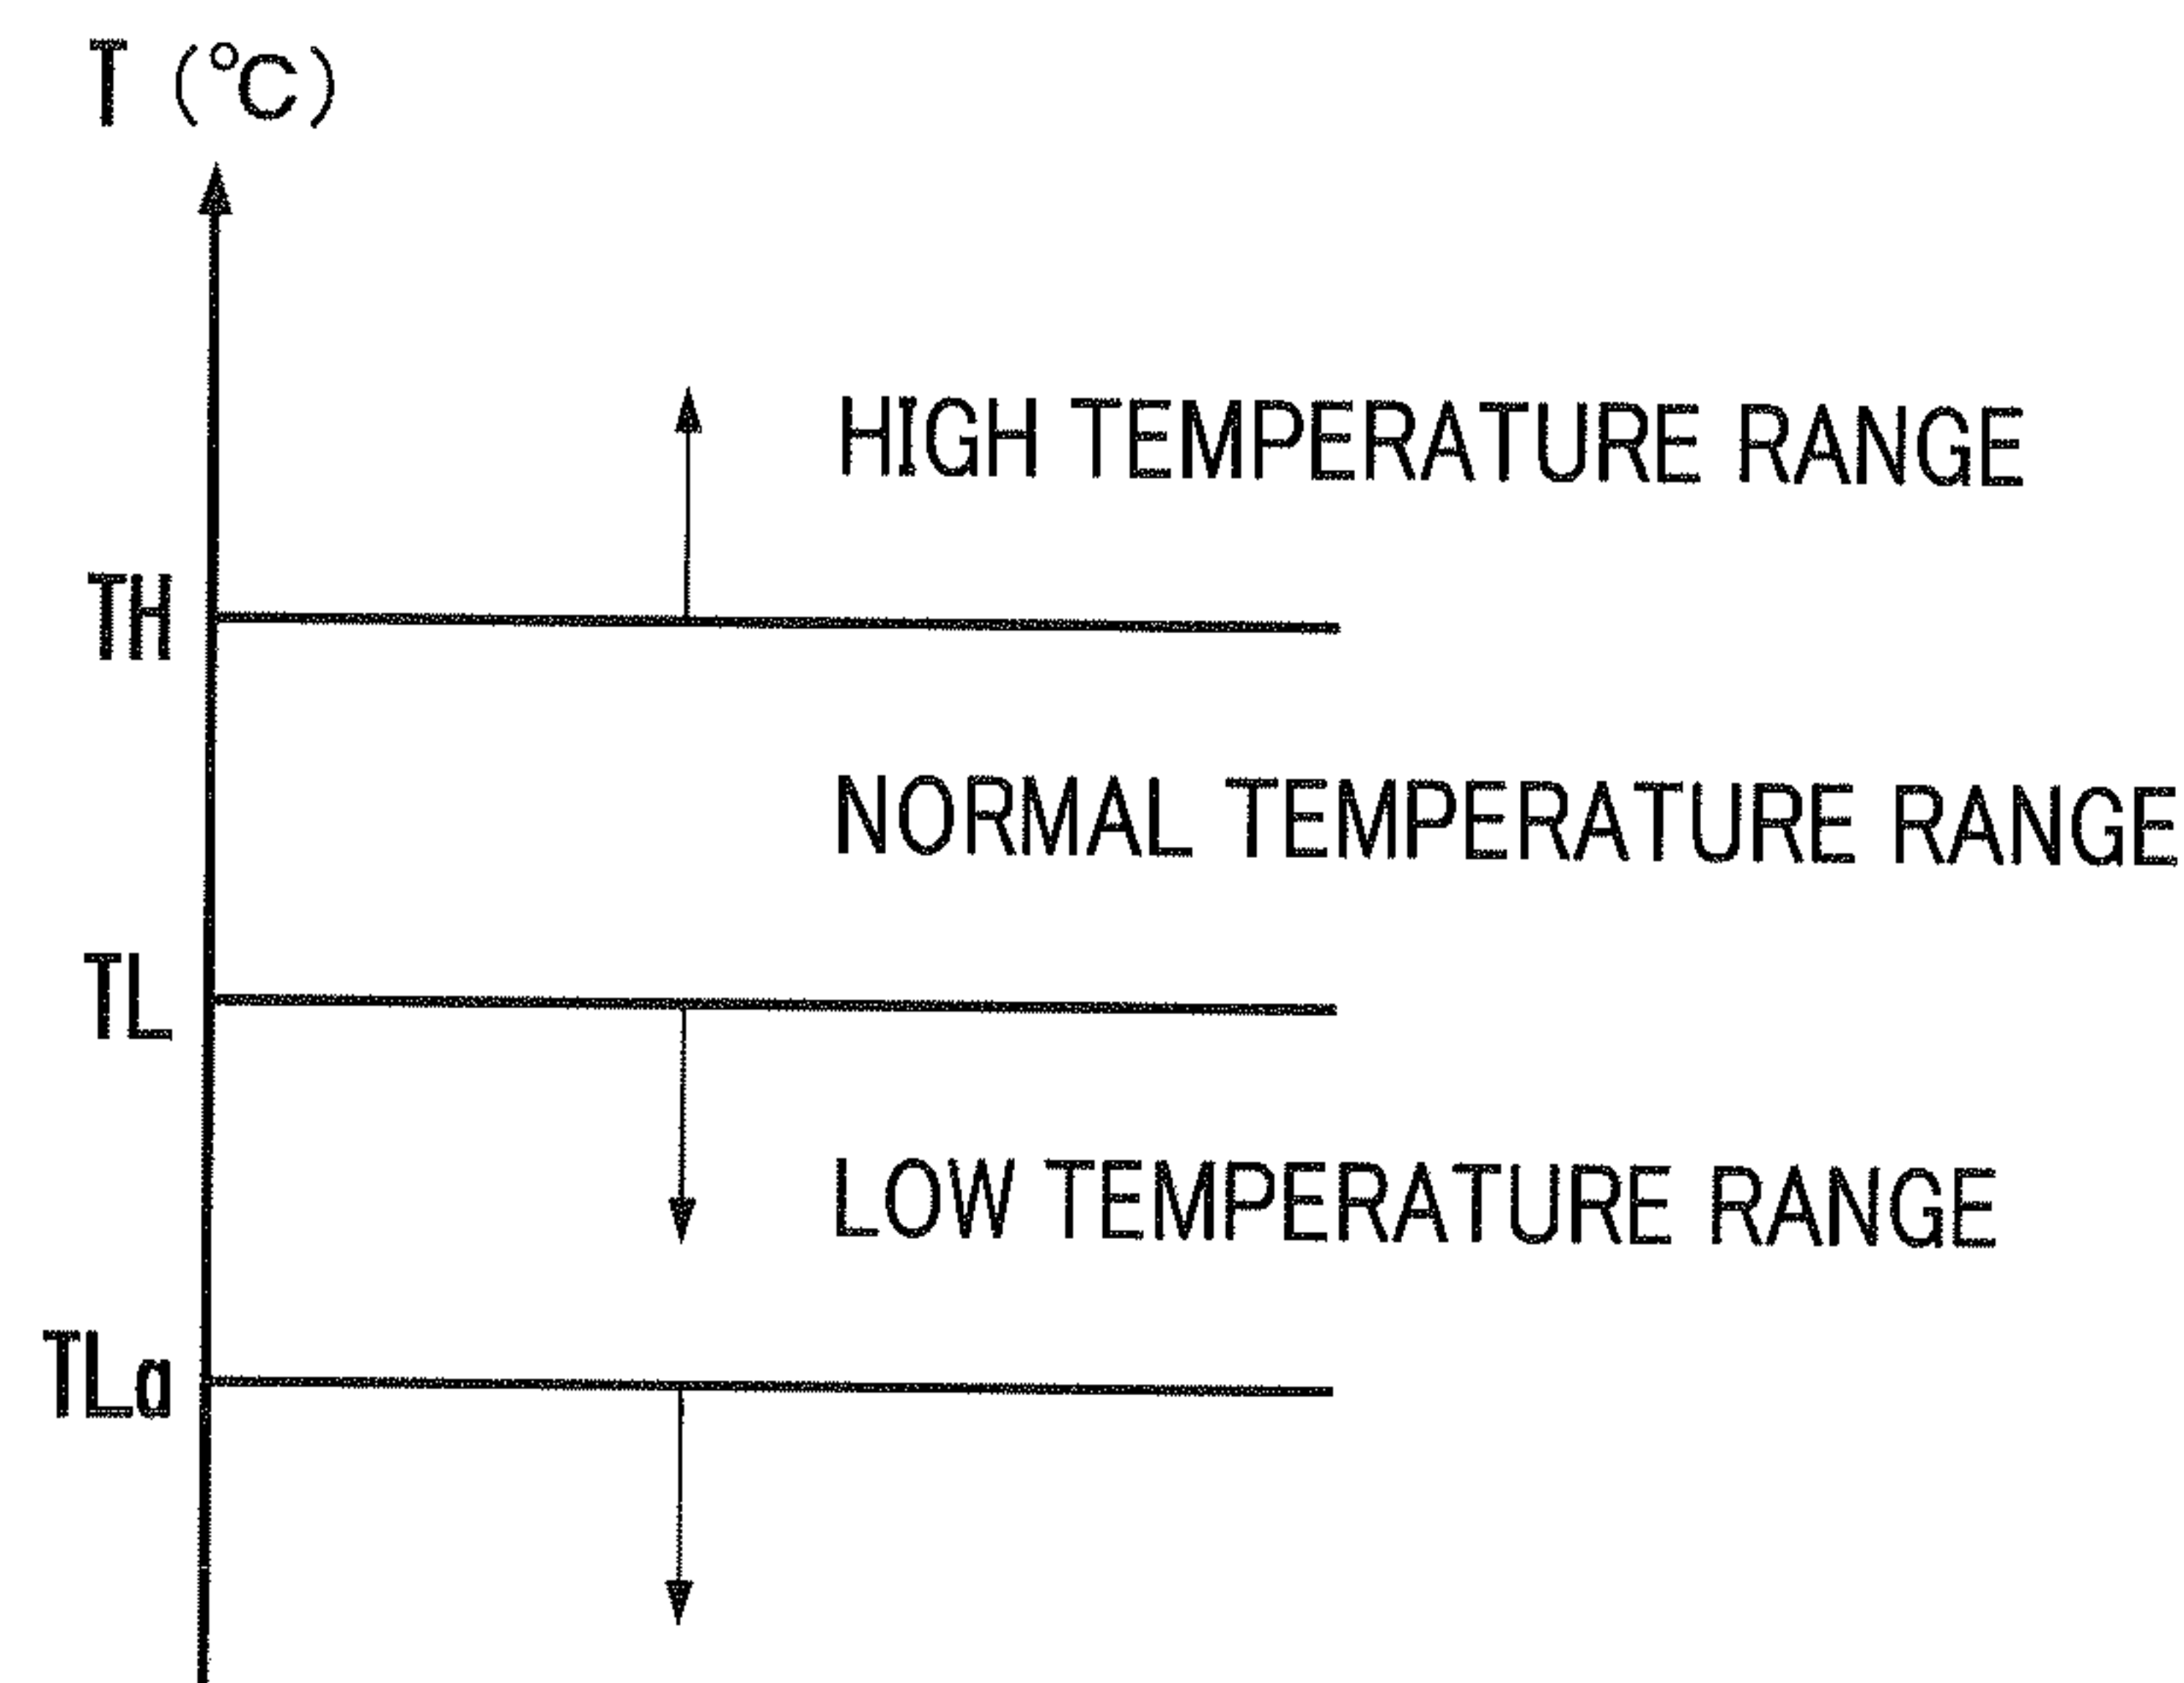 T (°C)
HIGH TEMPERATURE RANGE
TH
NORMAL TEMPERATURE RANGE
TL
LOW TEMPERATURE RANGE
TLa